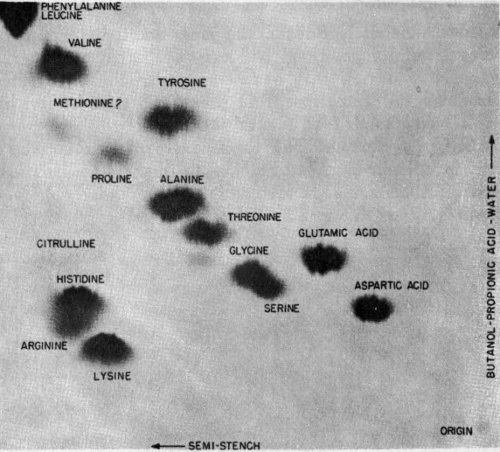 PHENYLALANINE
LEUCINE
VALINE
TYROSINE
METHIONINE?
PROLINE
ALANINE
THREONINE
CITRULLINE
GLYCINE
GLUTAMIC ACID
HISTIDINE
SERINE
ASPARTIC ACID
ARGININE
LYSINE
BUTANOL-PROPIONIC ACID-WATER
ORIGIN
SEMI-STENCH